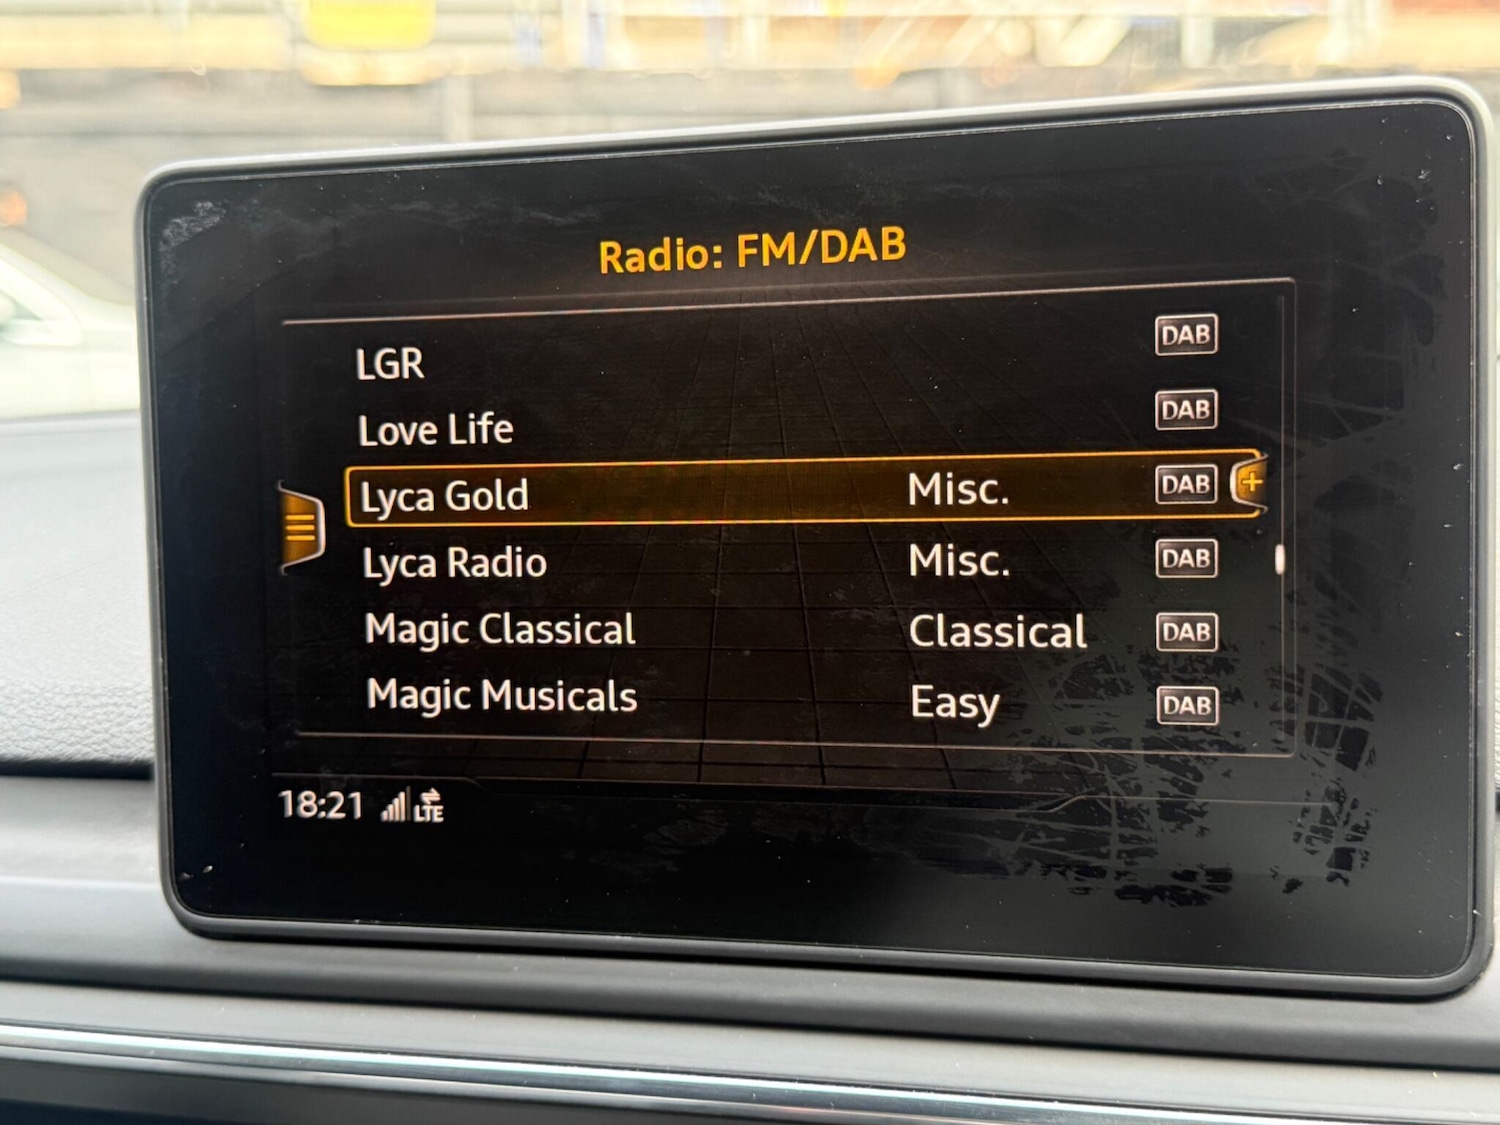 Radio: FM/DAB
LGR DAB
Love Life DAB
Lyca Gold Misc. DAB +
Lyca Radio Misc. DAB
Magic Classical Classical DAB
Magic Musicals Easy DAB
18:21 LTE